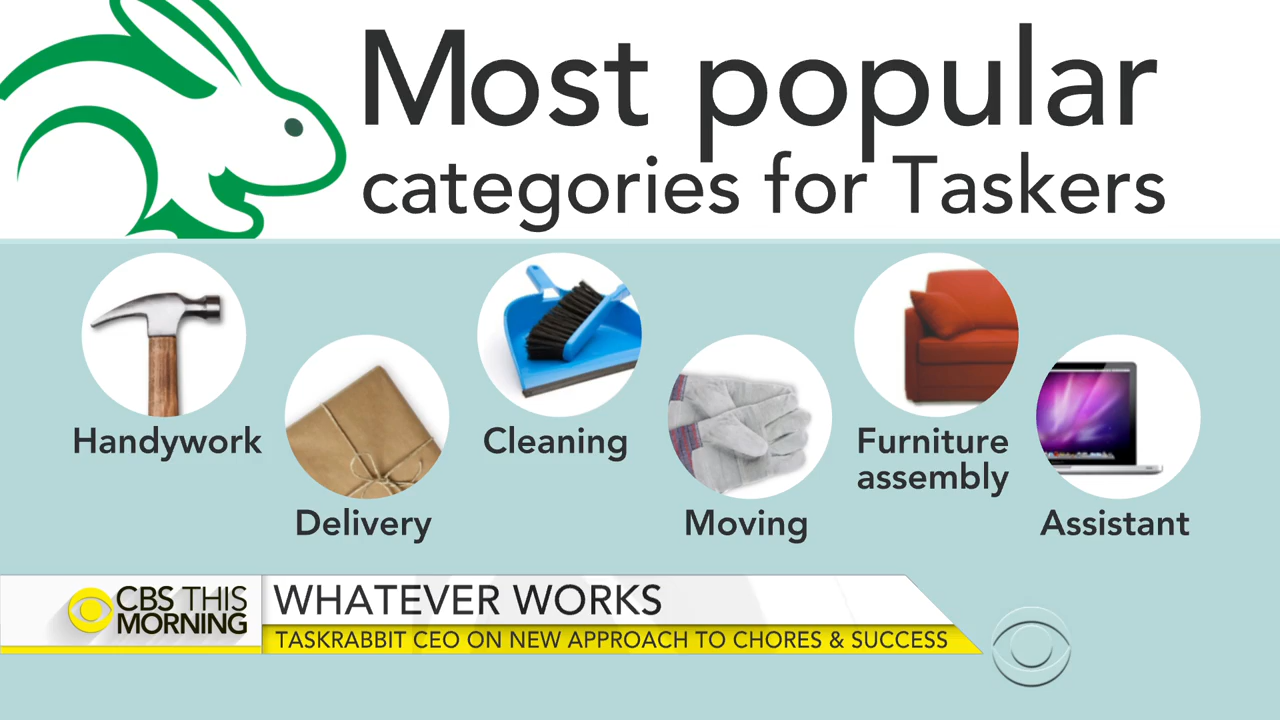 Most popular
categories for Taskers
Handywork
Delivery
Cleaning
Moving
Furniture
assembly
Assistant
CBS THIS
MORNING
WHATEVER WORKS
TASKRABBIT CEO ON NEW APPROACH TO CHORES & SUCCESS